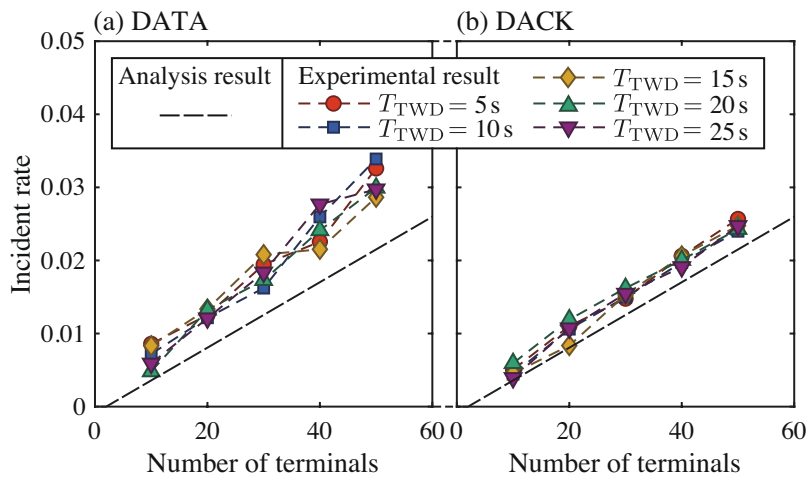 (a) DATA
(b) DACK
0.05
0.04
0.03
0.02
0.01
0
Incident rate
Analysis result
Experimental result
T_TWD = 5 s
T_TWD = 10 s
T_TWD = 15 s
T_TWD = 20 s
T_TWD = 25 s
0 20 40 60
0 20 40 60
Number of terminals
Number of terminals